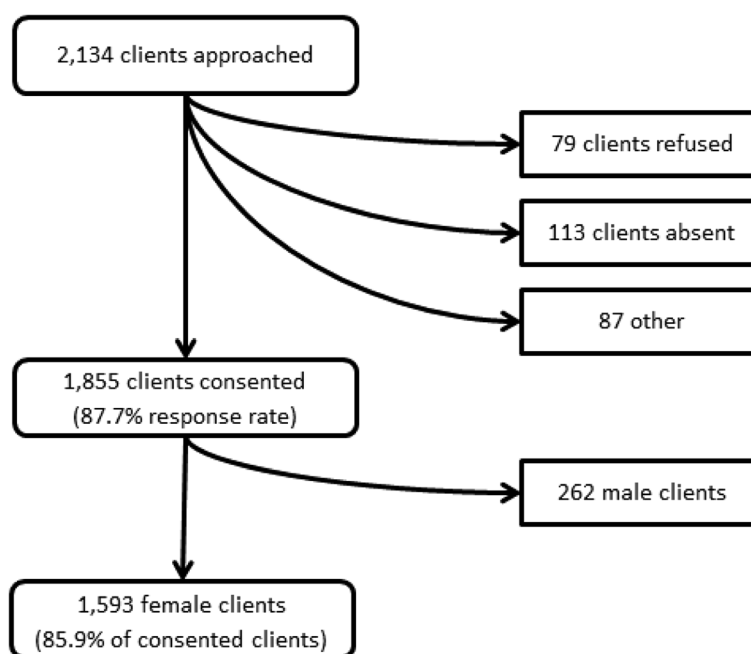 2,134 clients approached
79 clients refused
113 clients absent
87 other
1,855 clients consented
(87.7% response rate)
262 male clients
1,593 female clients
(85.9% of consented clients)